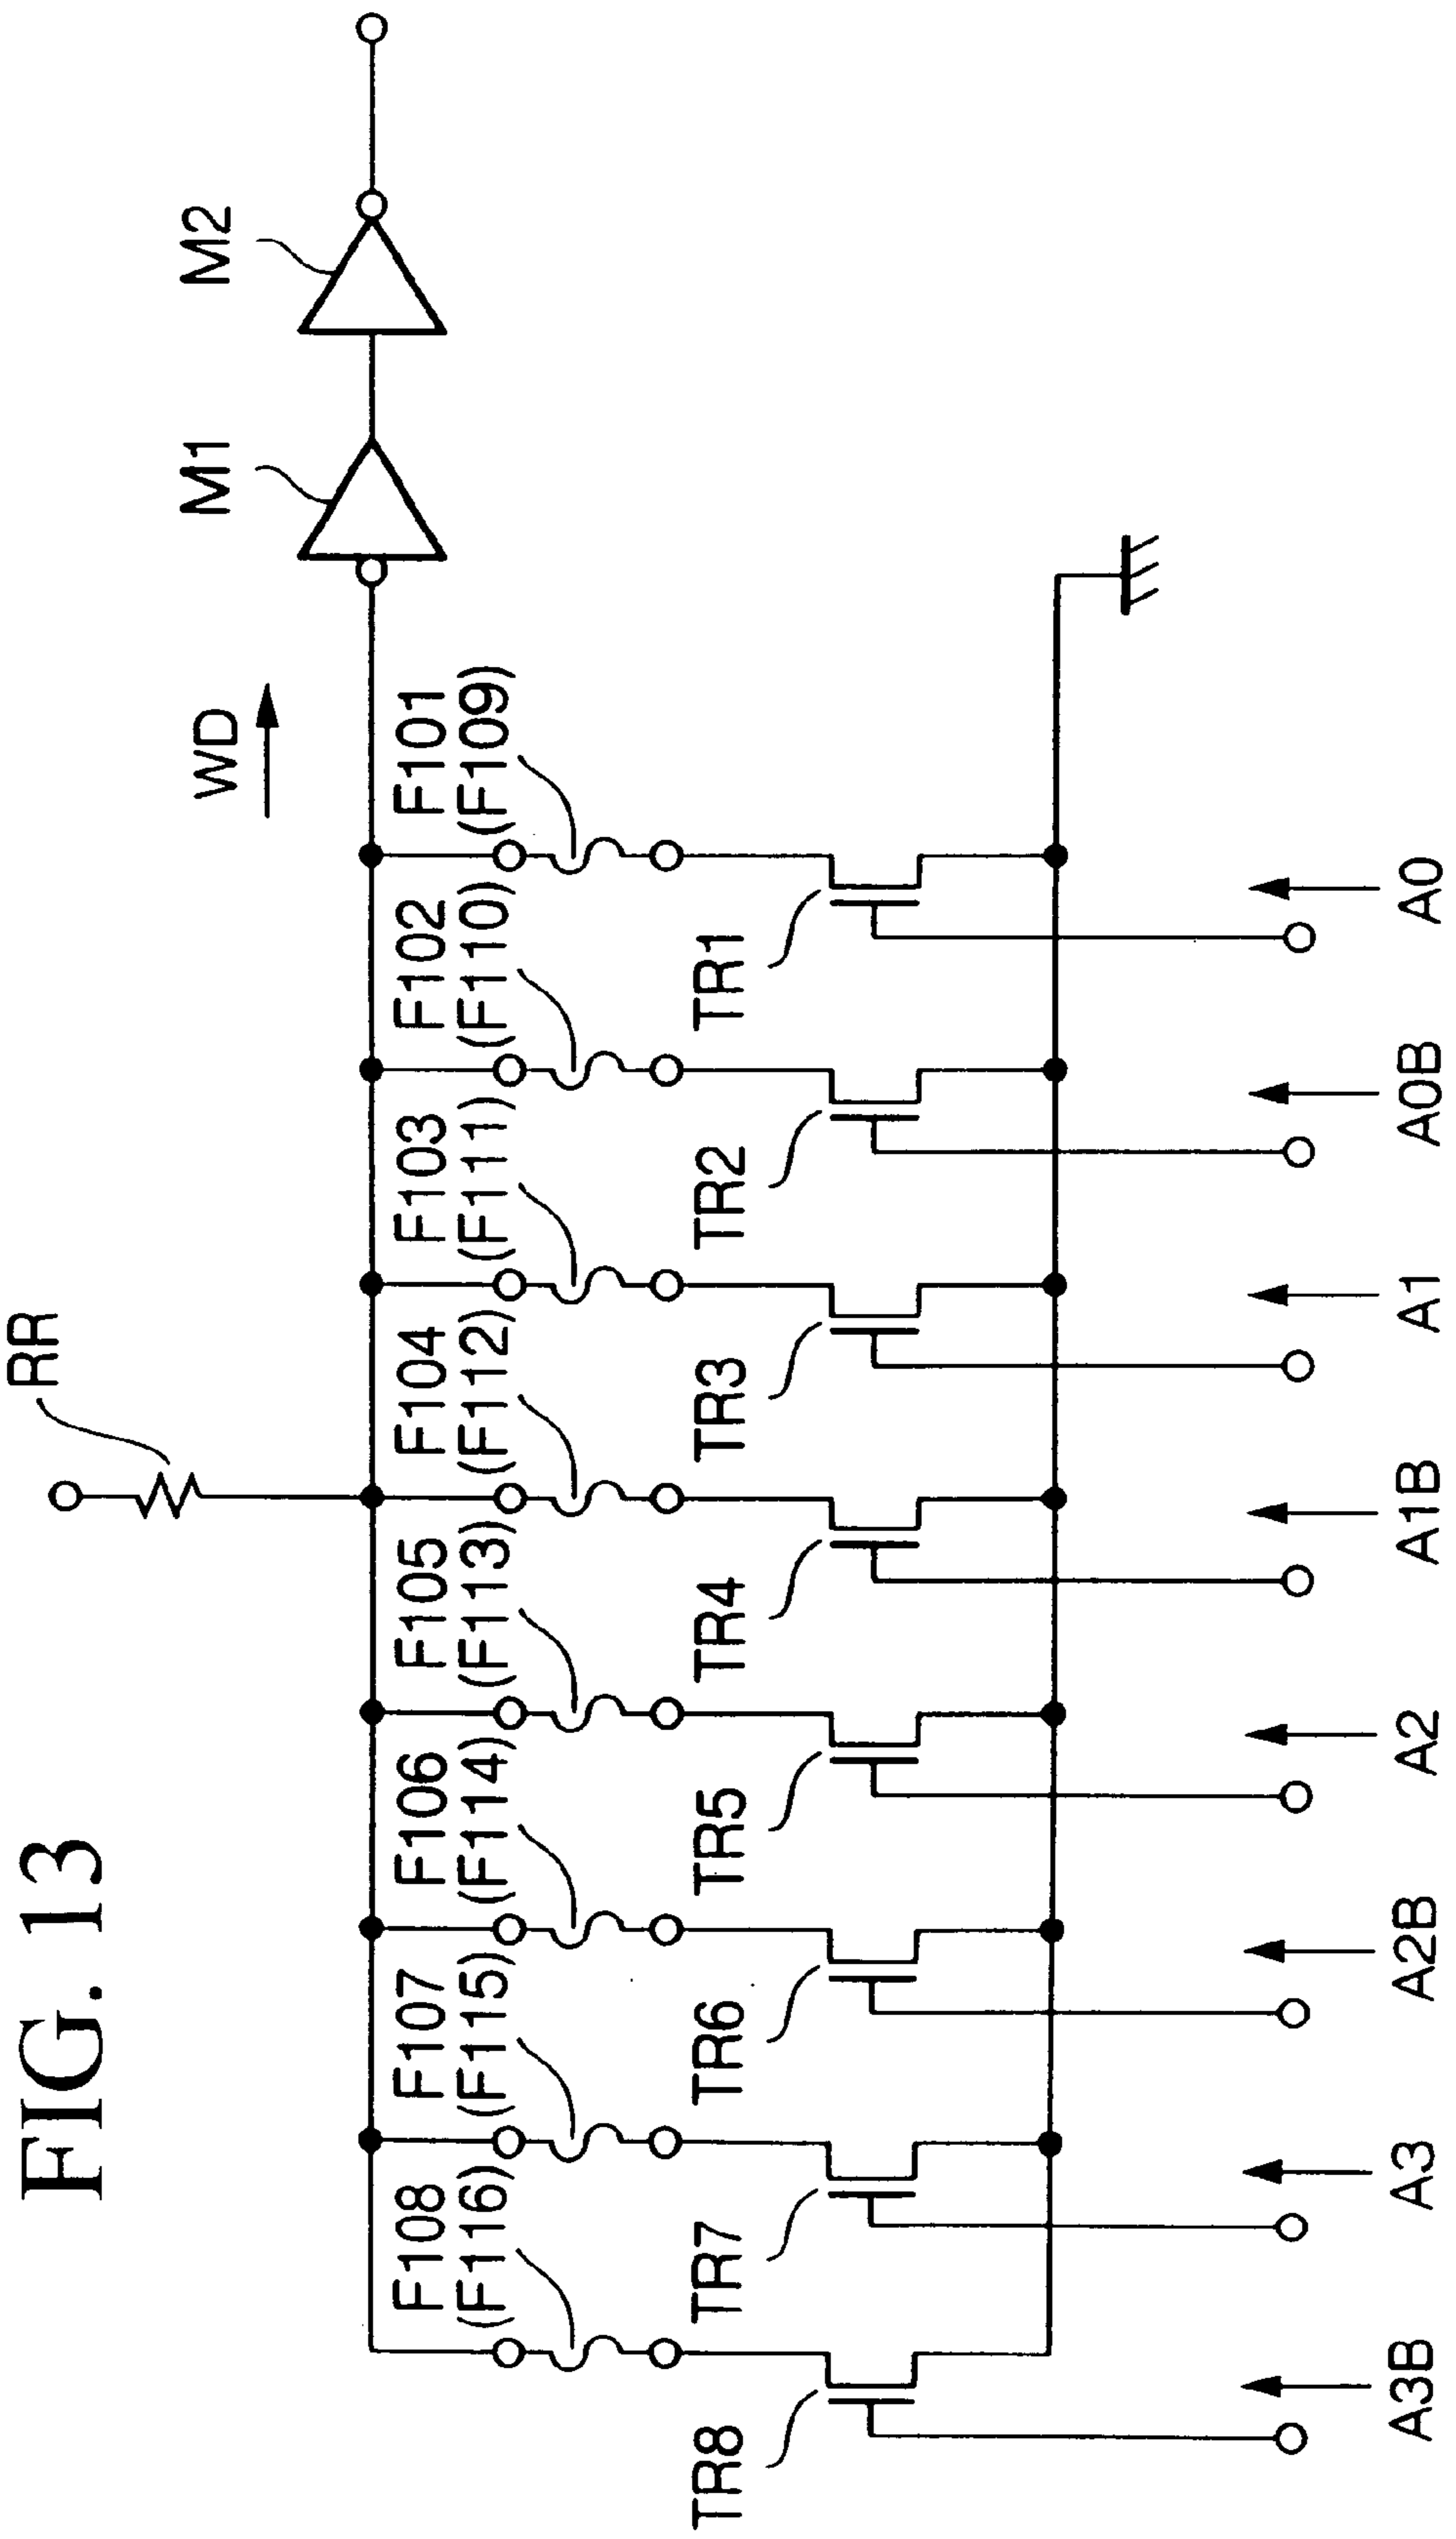 FIG. 13
RR
WD
M1
M2
F108
(F116)
F107
(F115)
F106
(F114)
F105
(F113)
F104
(F112)
F103
(F111)
F102
(F110)
F101
(F109)
TR8
TR7
TR6
TR5
TR4
TR3
TR2
TR1
A3B
A3
A2B
A2
A1B
A1
A0B
A0